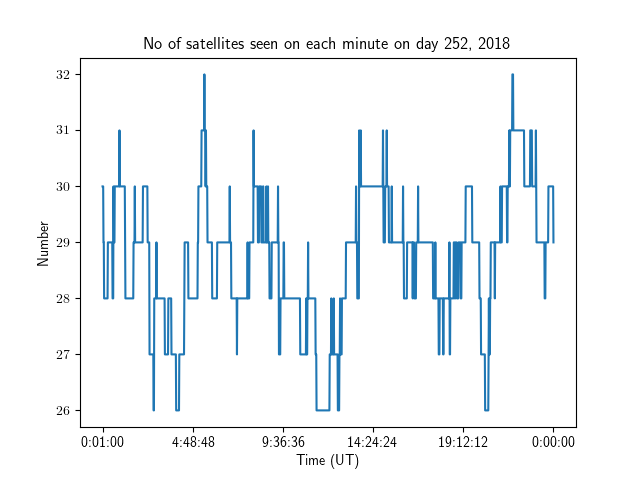 No of satellites seen on each minute on day 252, 2018
32
31
30
29
28
27
26
Number
0:01:00 4:48:48 9:36:36 14:24:24 19:12:12 0:00:00
Time (UT)